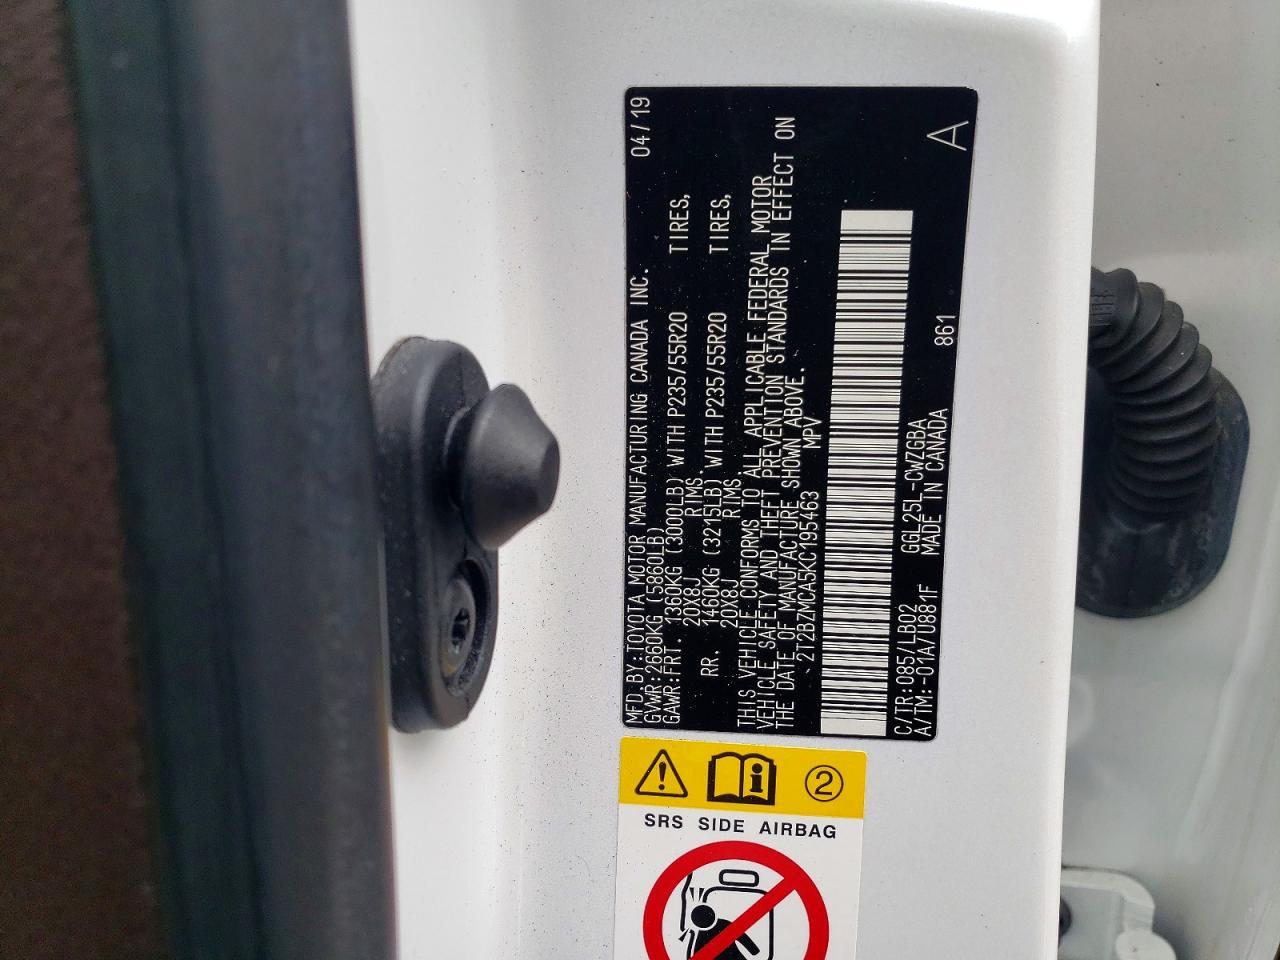 MFD.BY:TOYOTA MOTOR MANUFACTURING CANADA INC. 04/19
GVWR:2660KG (5860LB)
GAWR:FRT. 1360KG (3000LB) WITH P235/55R20 TIRES,
20X8J RIMS.
RR. 1460KG (3215LB) WITH P235/55R20 TIRES,
20X8J RIMS.
THIS VEHICLE CONFORMS TO ALL APPLICABLE FEDERAL MOTOR
VEHICLE SAFETY AND THEFT PREVENTION STANDARDS IN EFFECT ON
THE DATE OF MANUFACTURE SHOWN ABOVE.
2T2BZMCA5KC195463 MPV
C/TR:085/LB02 GGL25L-CWZGBA
A/TM:-01A/U881F MADE IN CANADA 861
A
2
SRS SIDE AIRBAG